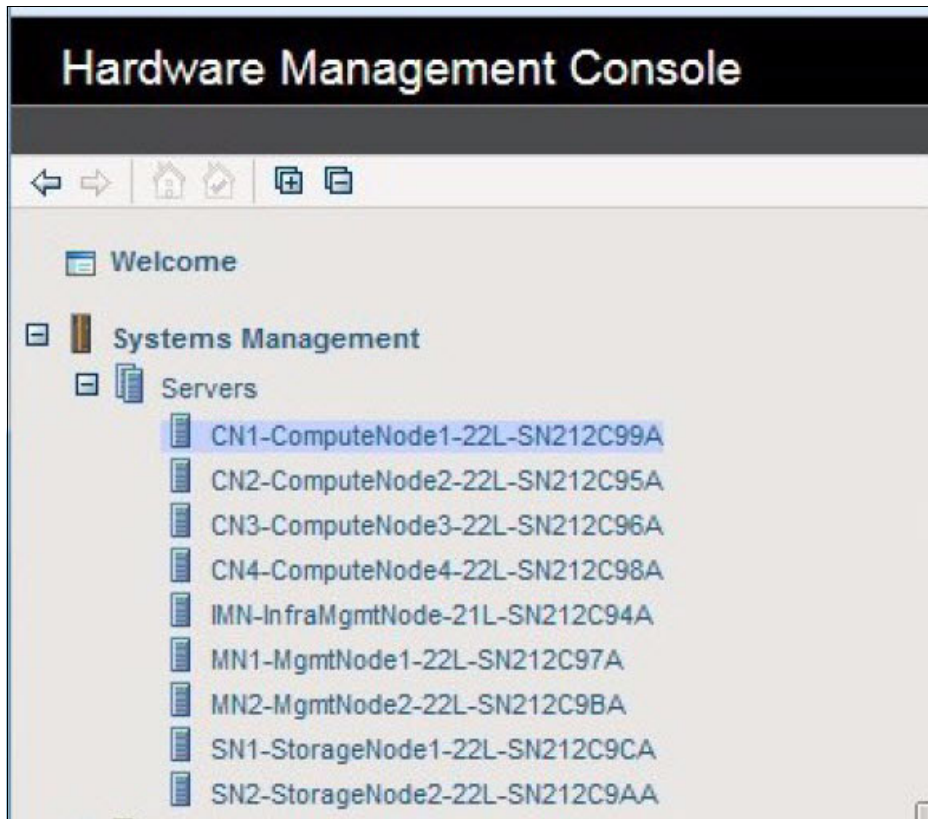 Hardware Management Console
Welcome
Systems Management
Servers
CN1-ComputeNode1-22L-SN212C99A
CN2-ComputeNode2-22L-SN212C95A
CN3-ComputeNode3-22L-SN212C96A
CN4-ComputeNode4-22L-SN212C98A
IMN-InfraMgmtNode-21L-SN212C94A
MN1-MgmtNode1-22L-SN212C97A
MN2-MgmtNode2-22L-SN212C9BA
SN1-StorageNode1-22L-SN212C9CA
SN2-StorageNode2-22L-SN212C9AA